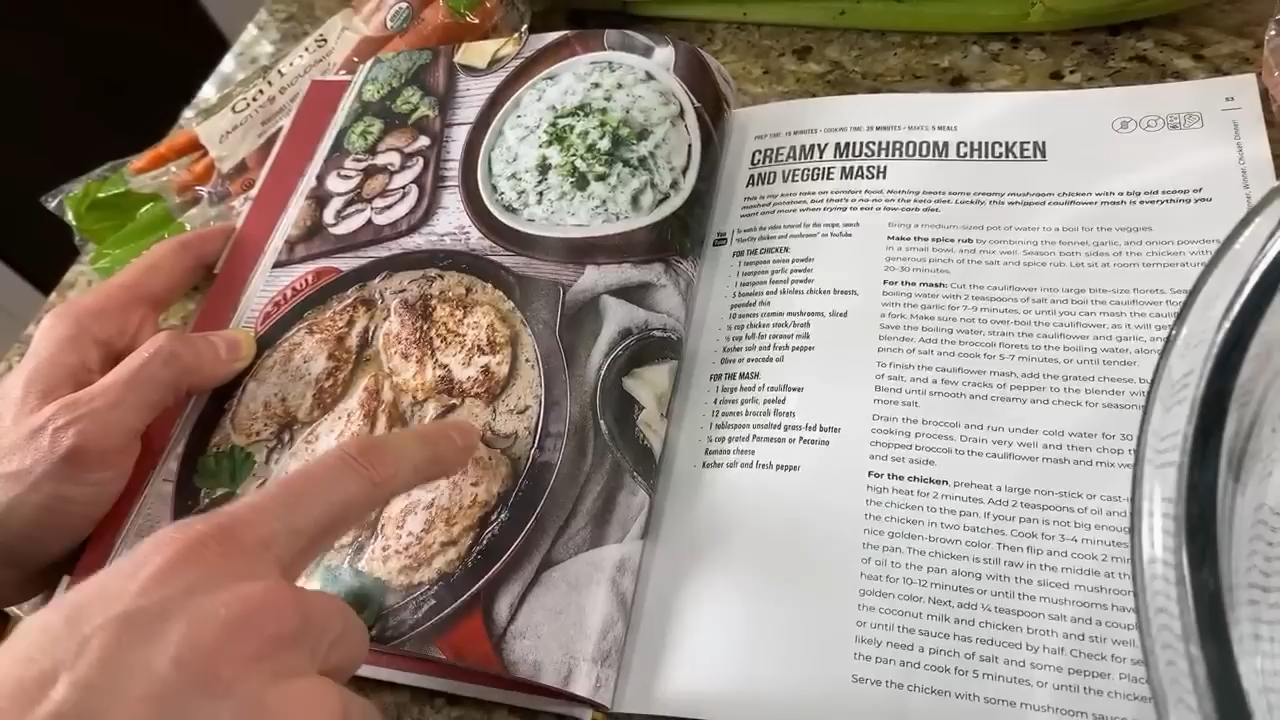 Carrots
STAUB
53
PREP TIME: 15 MINUTES • COOKING TIME: 35 MINUTES • MAKES: 5 MEALS
CREAMY MUSHROOM CHICKEN
AND VEGGIE MASH
This is my keto take on comfort food. Nothing beats some creamy mushroom chicken with a big old scoop of
mashed potatoes, but that's a no-no on the keto diet. Luckily, this whipped cauliflower mash is everything you
want and more when trying to eat a low-carb diet.
Winner, Chicken Dinner!
You
Tube
To watch the video tutorial for this recipe, search
"FlavCity chicken and mushroom" on YouTube.
FOR THE CHICKEN:
- 1 teaspoon onion powder
- 1 teaspoon garlic powder
- 1 teaspoon fennel powder
- 5 boneless and skinless chicken breasts,
pounded thin
10 ounces cremini mushrooms, sliced
- ½ cup chicken stock/broth
- ½ cup full-fat coconut milk
- Kosher salt and fresh pepper
- Olive or avocado oil
FOR THE MASH:
- 1 large head of cauliflower
- 4 cloves garlic, peeled
- 12 ounces broccoli florets
- 1 tablespoon unsalted grass-fed butter
- ¼ cup grated Parmesan or Pecorino
Romano cheese
- Kosher salt and fresh pepper
Bring a medium-sized pot of water to a boil for the veggies.
Make the spice rub by combining the fennel, garlic, and onion powders
in a small bowl, and mix well. Season both sides of the chicken with
generous pinch of the salt and spice rub. Let sit at room temperature
20–30 minutes.
For the mash: Cut the cauliflower into large bite-size florets. Sea
boiling water with 2 teaspoons of salt and boil the cauliflower flor
with the garlic for 7–9 minutes, or until you can mash the cauli
a fork. Make sure not to over-boil the cauliflower, as it will get
Save the boiling water, strain the cauliflower and garlic, and
blender. Add the broccoli florets to the boiling water, along
pinch of salt and cook for 5–7 minutes, or until tender.
To finish the cauliflower mash, add the grated cheese, bu
of salt, and a few cracks of pepper to the blender wit
Blend until smooth and creamy and check for season
more salt.
Drain the broccoli and run under cold water for 30
cooking process. Drain very well and then chop t
chopped broccoli to the cauliflower mash and mix we
and set aside.
For the chicken, preheat a large non-stick or cast-i
high heat for 2 minutes. Add 2 teaspoons of oil and
the chicken to the pan. If your pan is not big enoug
the chicken in two batches. Cook for 3–4 minutes
nice golden-brown color. Then flip and cook 2 min
the pan. The chicken is still raw in the middle at th
of oil to the pan along with the sliced mushroom
heat for 10–12 minutes or until the mushrooms have
golden color. Next, add ¼ teaspoon salt and a coupl
the coconut milk and chicken broth and stir well.
or until the sauce has reduced by half. Check for se
likely need a pinch of salt and some pepper. Plac
the pan and cook for 5 minutes, or until the chicken
Serve the chicken with some mushroom sauc